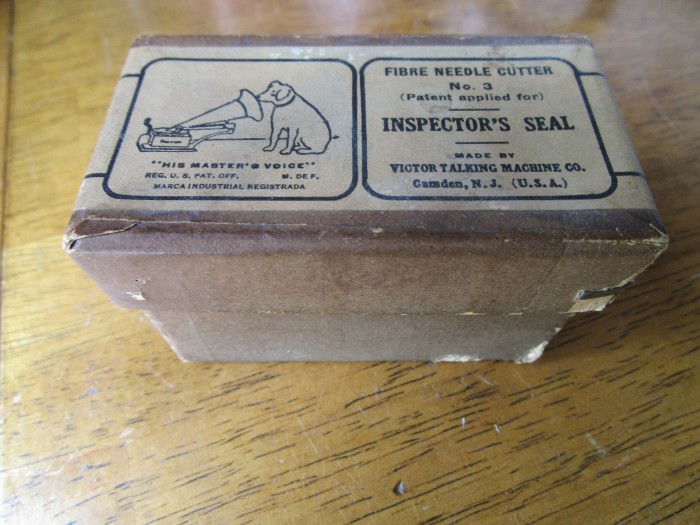 "HIS MASTER'S VOICE"
REG. U. S. PAT. OFF. M. DE F.
MARCA INDUSTRIAL REGISTRADA
FIBRE NEEDLE CUTTER
No. 3
(Patent applied for)
INSPECTOR'S SEAL
MADE BY
VICTOR TALKING MACHINE CO.
Camden, N. J. (U.S.A.)